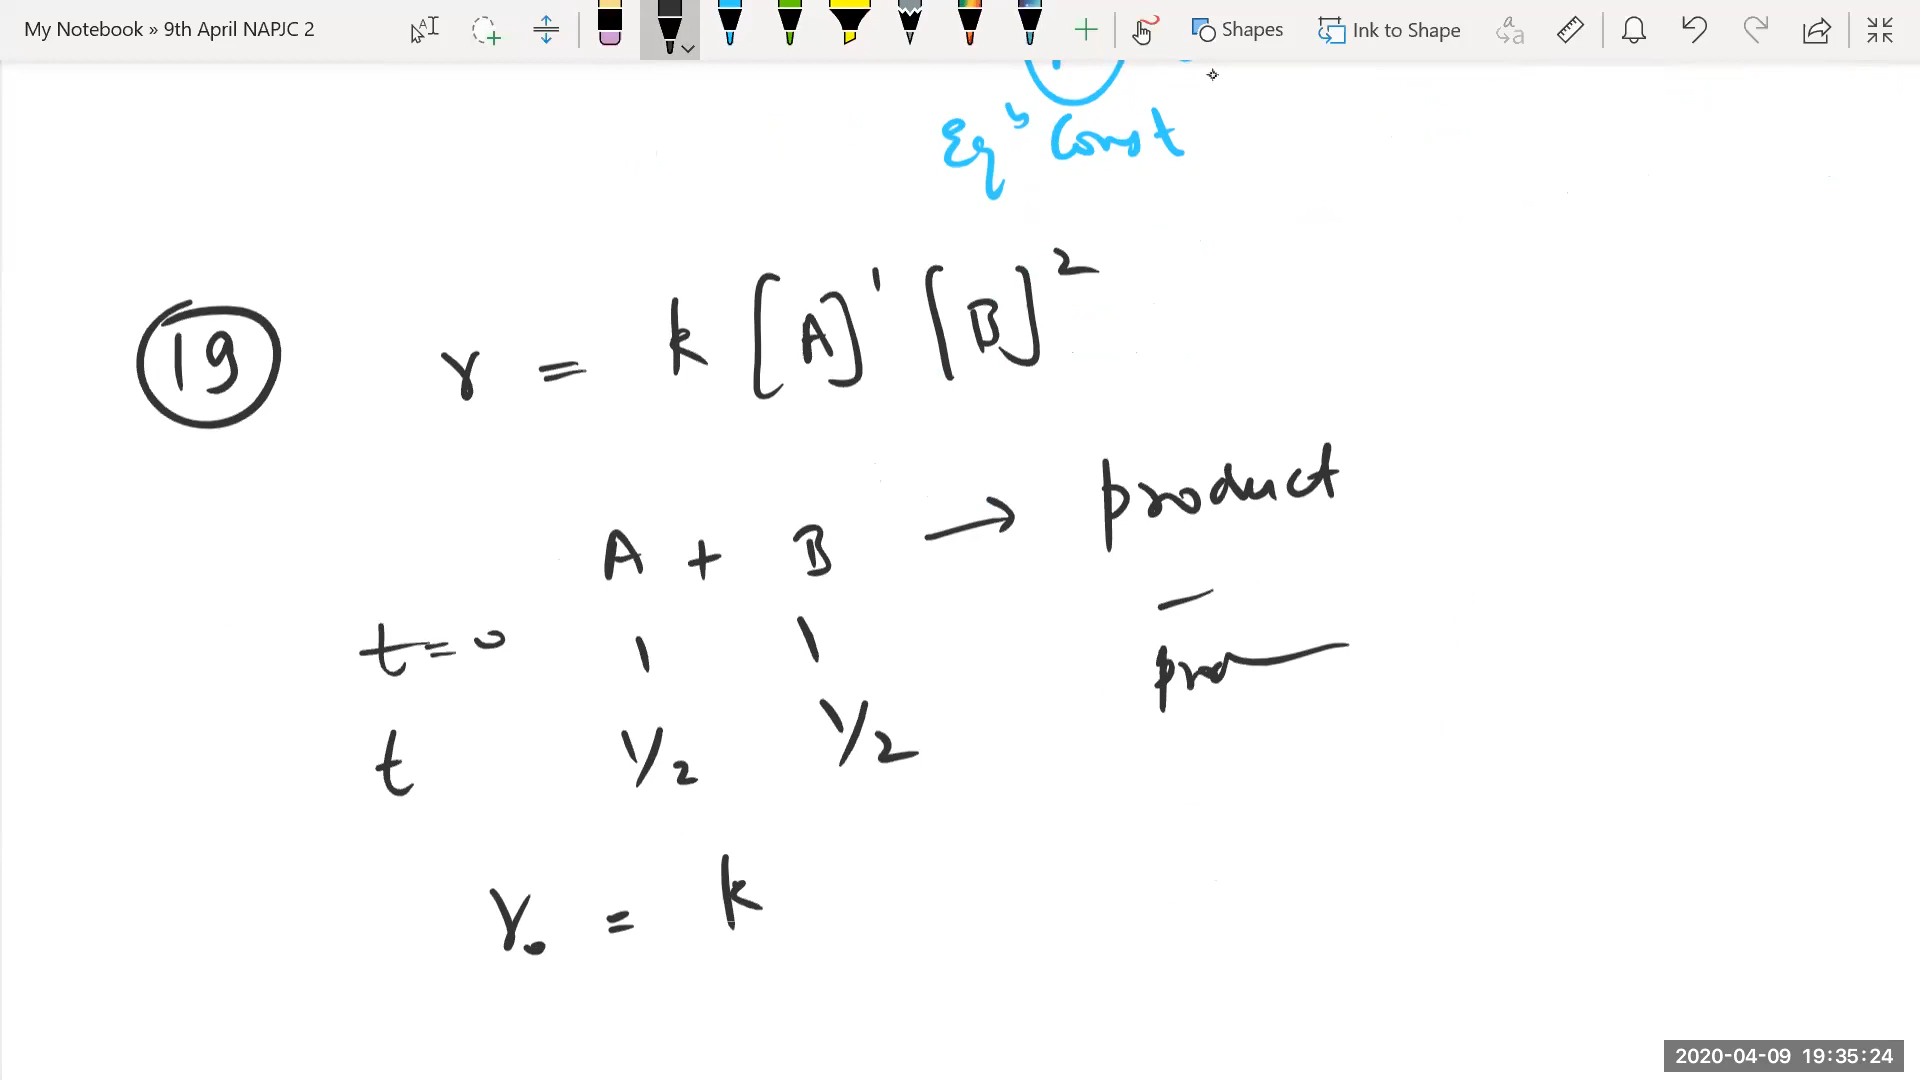 My Notebook » 9th April NAPJC 2
Shapes
Ink to Shape
Eqᵇ Const
19
r = k [A]¹ [B]²
A + B → product
t=0 1 1 –
t 1/2 1/2 pro
r₀ = k
2020-04-09 19:35:24